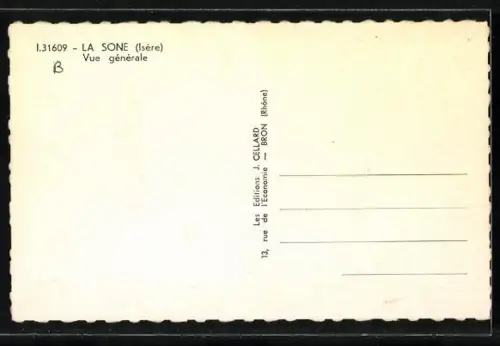 I.31609 - LA SONE (Isère)
Vue générale
B
Les Editions J. CELLARD
13, rue de l'Economie - BRON (Rhône)